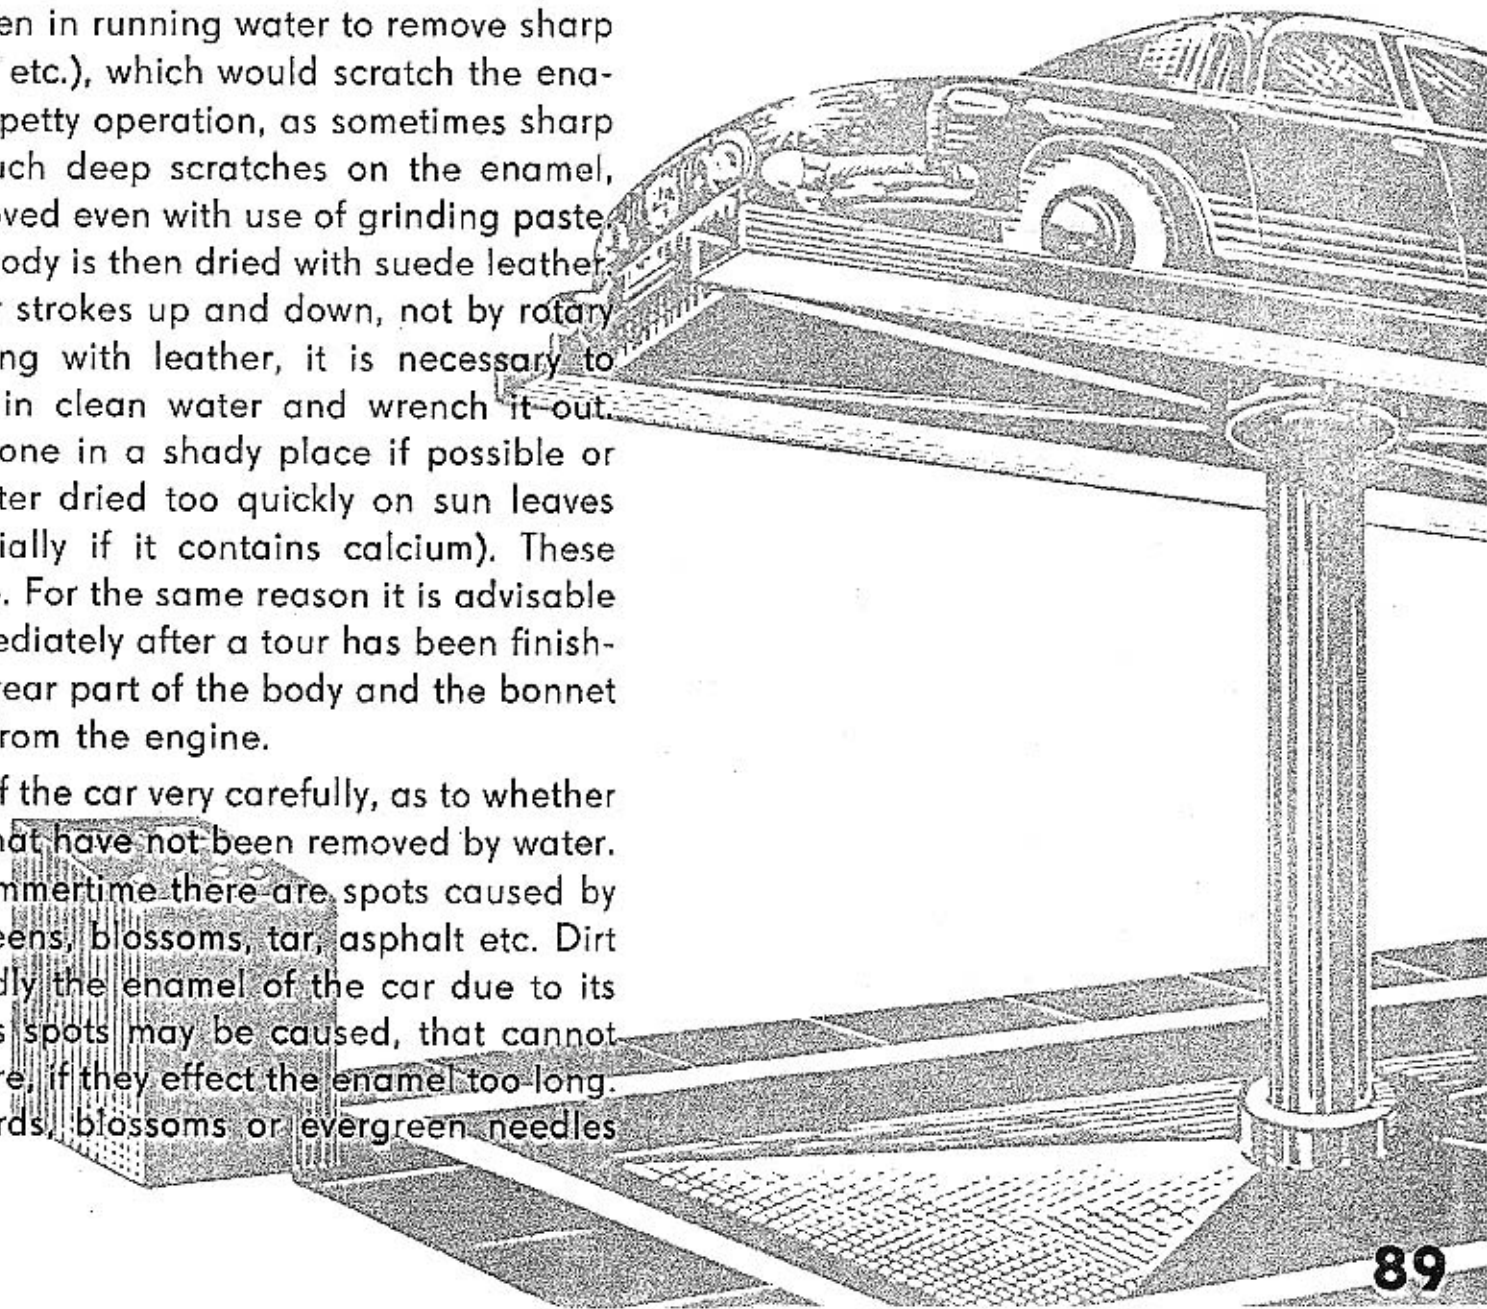 en in running water to remove sharp
etc.), which would scratch the ena-
petty operation, as sometimes sharp
uch deep scratches on the enamel,
oved even with use of grinding paste.
ody is then dried with suede leather.
r strokes up and down, not by rotary
ng with leather, it is necessary to
in clean water and wrench it out.
one in a shady place if possible or
ter dried too quickly on sun leaves
ially if it contains calcium). These
. For the same reason it is advisable
ediately after a tour has been finish-
rear part of the body and the bonnet
rom the engine.
f the car very carefully, as to whether
hat have not been removed by water.
mmertime there are spots caused by
eens, blossoms, tar, asphalt etc. Dirt
dly the enamel of the car due to its
s spots may be caused, that cannot
re, if they effect the enamel too long.
rds, blossoms or evergreen needles
89